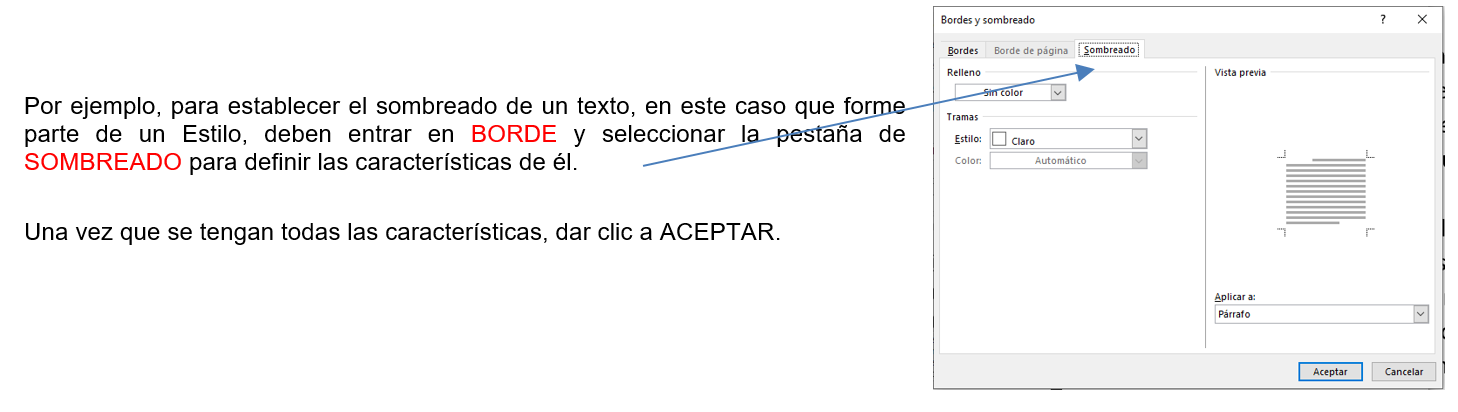 Por ejemplo, para establecer el sombreado de un texto, en este caso que forme
parte de un Estilo, deben entrar en BORDE y seleccionar la pestaña de
SOMBREADO para definir las características de él.
Una vez que se tengan todas las características, dar clic a ACEPTAR.
Bordes y sombreado
Bordes Borde de página Sombreado
Relleno
Sin color
Tramas
Estilo: Claro
Color: Automático
Vista previa
Aplicar a:
Párrafo
Aceptar Cancelar